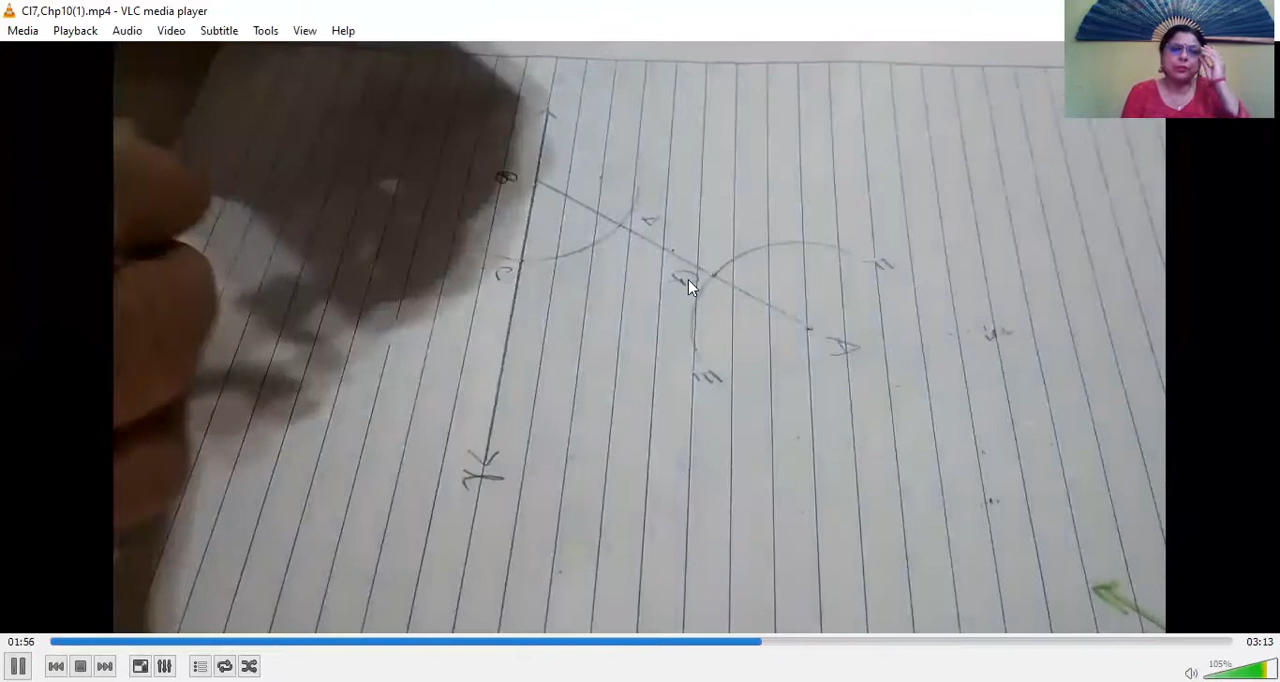 Cl7,Chp10(1).mp4 - VLC media player
Media Playback Audio Video Subtitle Tools View Help
B
D
C
G
F
A
E
l
01:56
03:13
105%